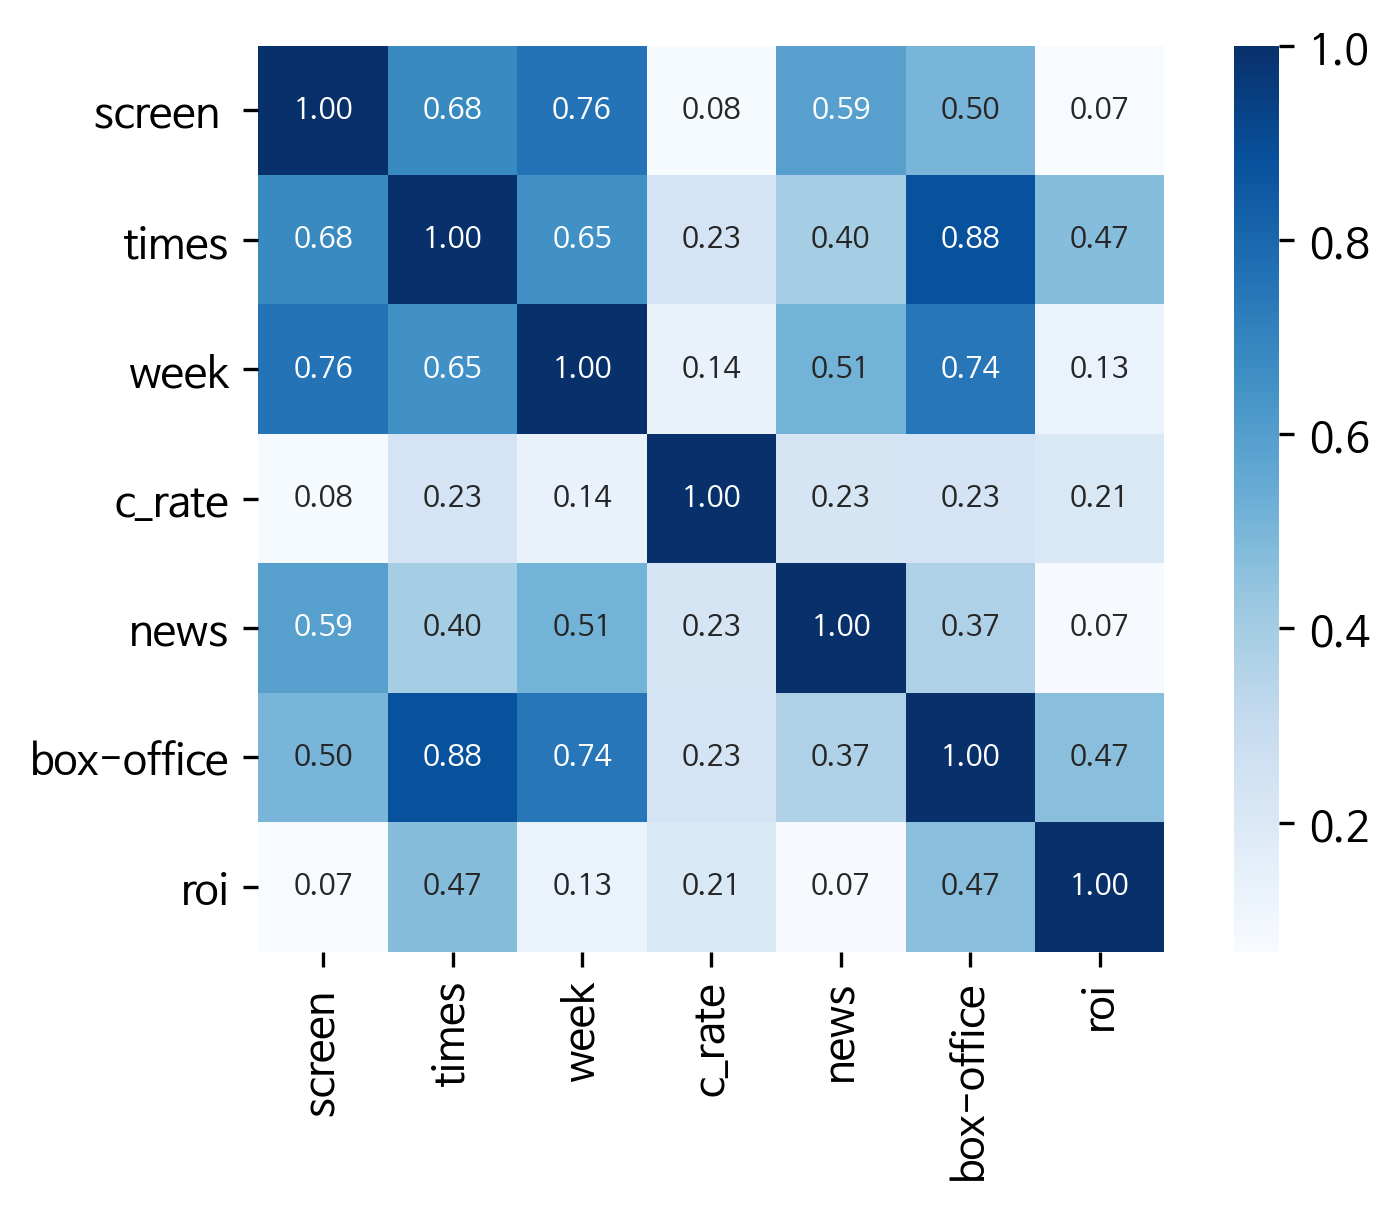 screen 1.00 0.68 0.76 0.08 0.59 0.50 0.07
times 0.68 1.00 0.65 0.23 0.40 0.88 0.47
week 0.76 0.65 1.00 0.14 0.51 0.74 0.13
c_rate 0.08 0.23 0.14 1.00 0.23 0.23 0.21
news 0.59 0.40 0.51 0.23 1.00 0.37 0.07
box-office 0.50 0.88 0.74 0.23 0.37 1.00 0.47
roi 0.07 0.47 0.13 0.21 0.07 0.47 1.00
screen times week c_rate news box-office roi
1.0
0.8
0.6
0.4
0.2